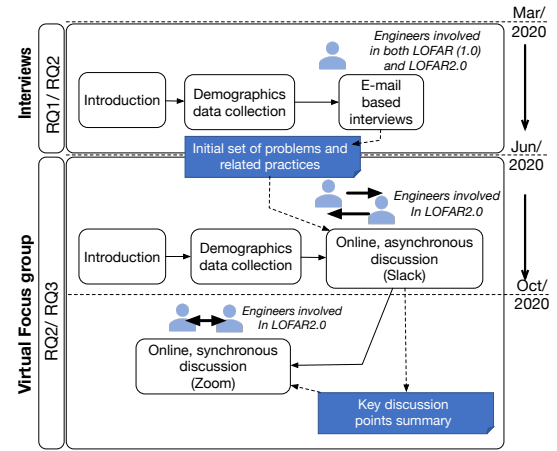 Mar/
2020
Interviews
RQ1/ RQ2
Engineers involved
in both LOFAR (1.0)
and LOFAR2.0
Introduction
Demographics
data collection
E-mail
based
interviews
Initial set of problems and
related practices
Jun/
2020
Virtual Focus group
RQ2/ RQ3
Engineers involved
In LOFAR2.0
Introduction
Demographics
data collection
Online, asynchronous
discussion
(Slack)
Oct/
2020
Engineers involved
In LOFAR2.0
Online, synchronous
discussion
(Zoom)
Key discussion
points summary